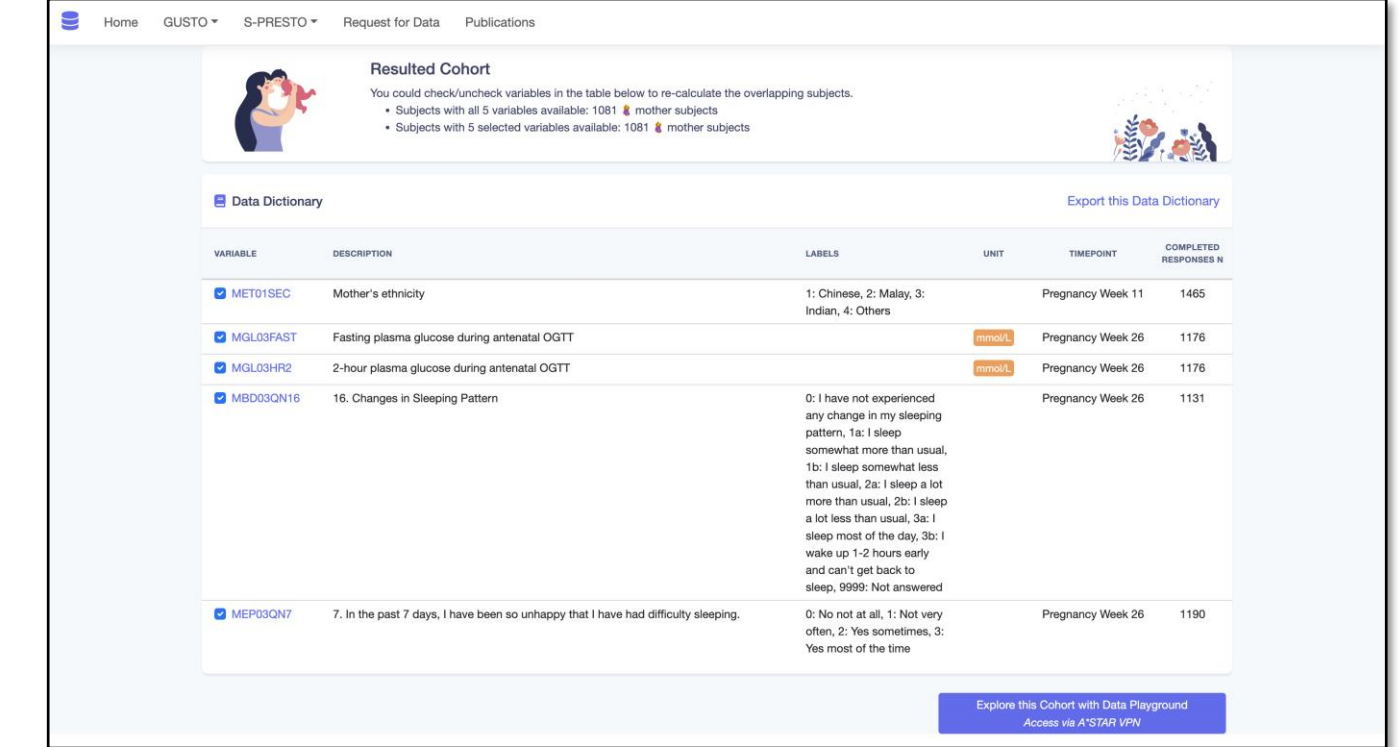 Home GUSTO S-PRESTO Request for Data Publications
Resulted Cohort
You could check/uncheck variables in the table below to re-calculate the overlapping subjects.
• Subjects with all 5 variables available: 1081 mother subjects
• Subjects with 5 selected variables available: 1081 mother subjects
Data Dictionary Export this Data Dictionary
VARIABLE DESCRIPTION LABELS UNIT TIMEPOINT COMPLETED
RESPONSES N
MET01SEC Mother's ethnicity 1: Chinese, 2: Malay, 3: Pregnancy Week 11 1465
Indian, 4: Others
MGL03FAST Fasting plasma glucose during antenatal OGTT mmol/L Pregnancy Week 26 1176
MGL03HR2 2-hour plasma glucose during antenatal OGTT mmol/L Pregnancy Week 26 1176
MBD03QN16 16. Changes in Sleeping Pattern 0: I have not experienced Pregnancy Week 26 1131
any change in my sleeping
pattern, 1a: I sleep
somewhat more than usual,
1b: I sleep somewhat less
than usual, 2a: I sleep a lot
more than usual, 2b: I sleep
a lot less than usual, 3a: I
sleep most of the day, 3b: I
wake up 1-2 hours early
and can't get back to
sleep, 9999: Not answered
MEP03QN7 7. In the past 7 days, I have been so unhappy that I have had difficulty sleeping. 0: No not at all, 1: Not very Pregnancy Week 26 1190
often, 2: Yes sometimes, 3:
Yes most of the time
Explore this Cohort with Data Playground
Access via A*STAR VPN